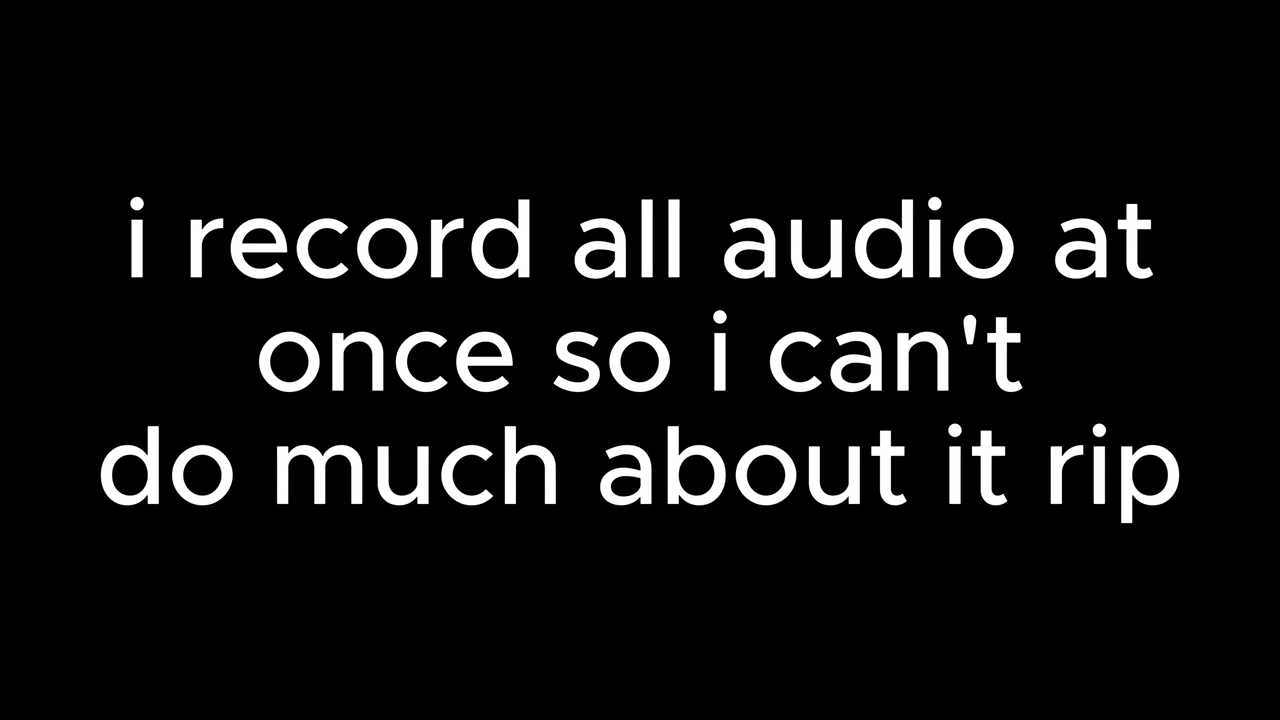 i record all audio at
once so i can't
do much about it rip